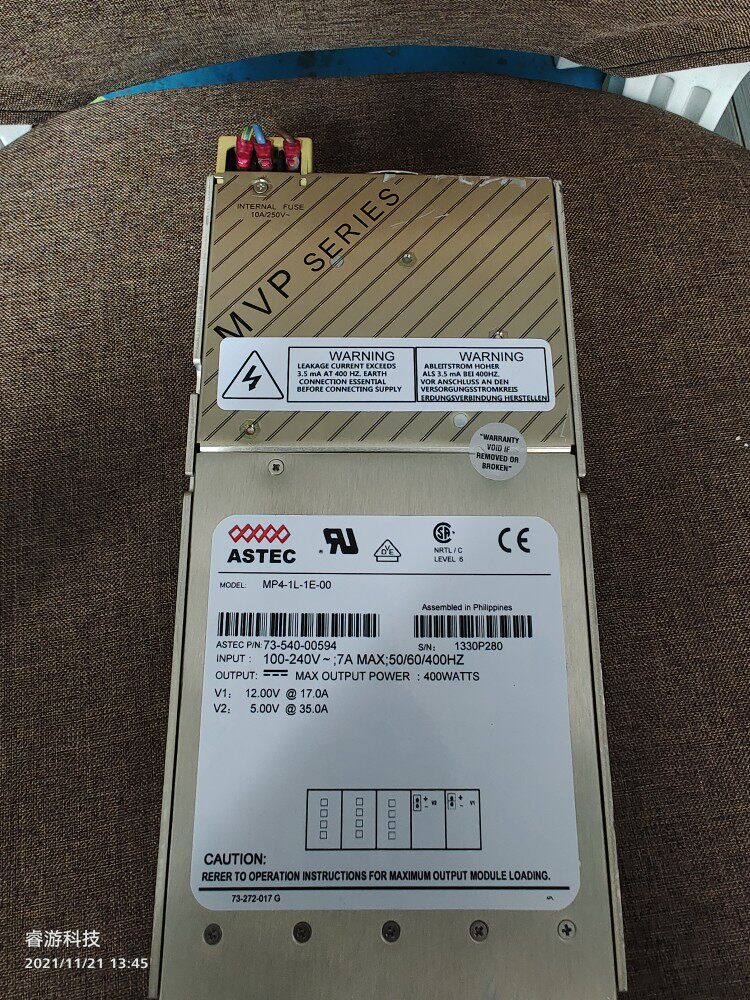 INTERNAL FUSE
10A/250V~
MVP SERIES
WARNING
LEAKAGE CURRENT EXCEEDS
3.5 mA AT 400 HZ. EARTH
CONNECTION ESSENTIAL
BEFORE CONNECTING SUPPLY
WARNING
ABLEITSTROM HOHER
ALS 3.5 mA BEI 400HZ.
VOR ANSCHLUSS AN DEN
VERSORGUNGSSTROMKREIS
ERDUNGSVERBINDUNG HERSTELLEN
"WARRANTY
VOID IF
REMOVED OR
BROKEN"
ASTEC
RU
VDE
SA
NRTL / C
LEVEL 6
CE
MODEL: MP4-1L-1E-00
Assembled in Philippines
ASTEC P/N: 73-540-00594
S/N: 1330P280
INPUT : 100-240V ~ ;7A MAX;50/60/400HZ
OUTPUT: MAX OUTPUT POWER : 400WATTS
V1: 12.00V @ 17.0A
V2: 5.00V @ 35.0A
+
-
V2
+
-
V1
CAUTION:
RERER TO OPERATION INSTRUCTIONS FOR MAXIMUM OUTPUT MODULE LOADING.
73-272-017 G
睿游科技
2021/11/21 13:45